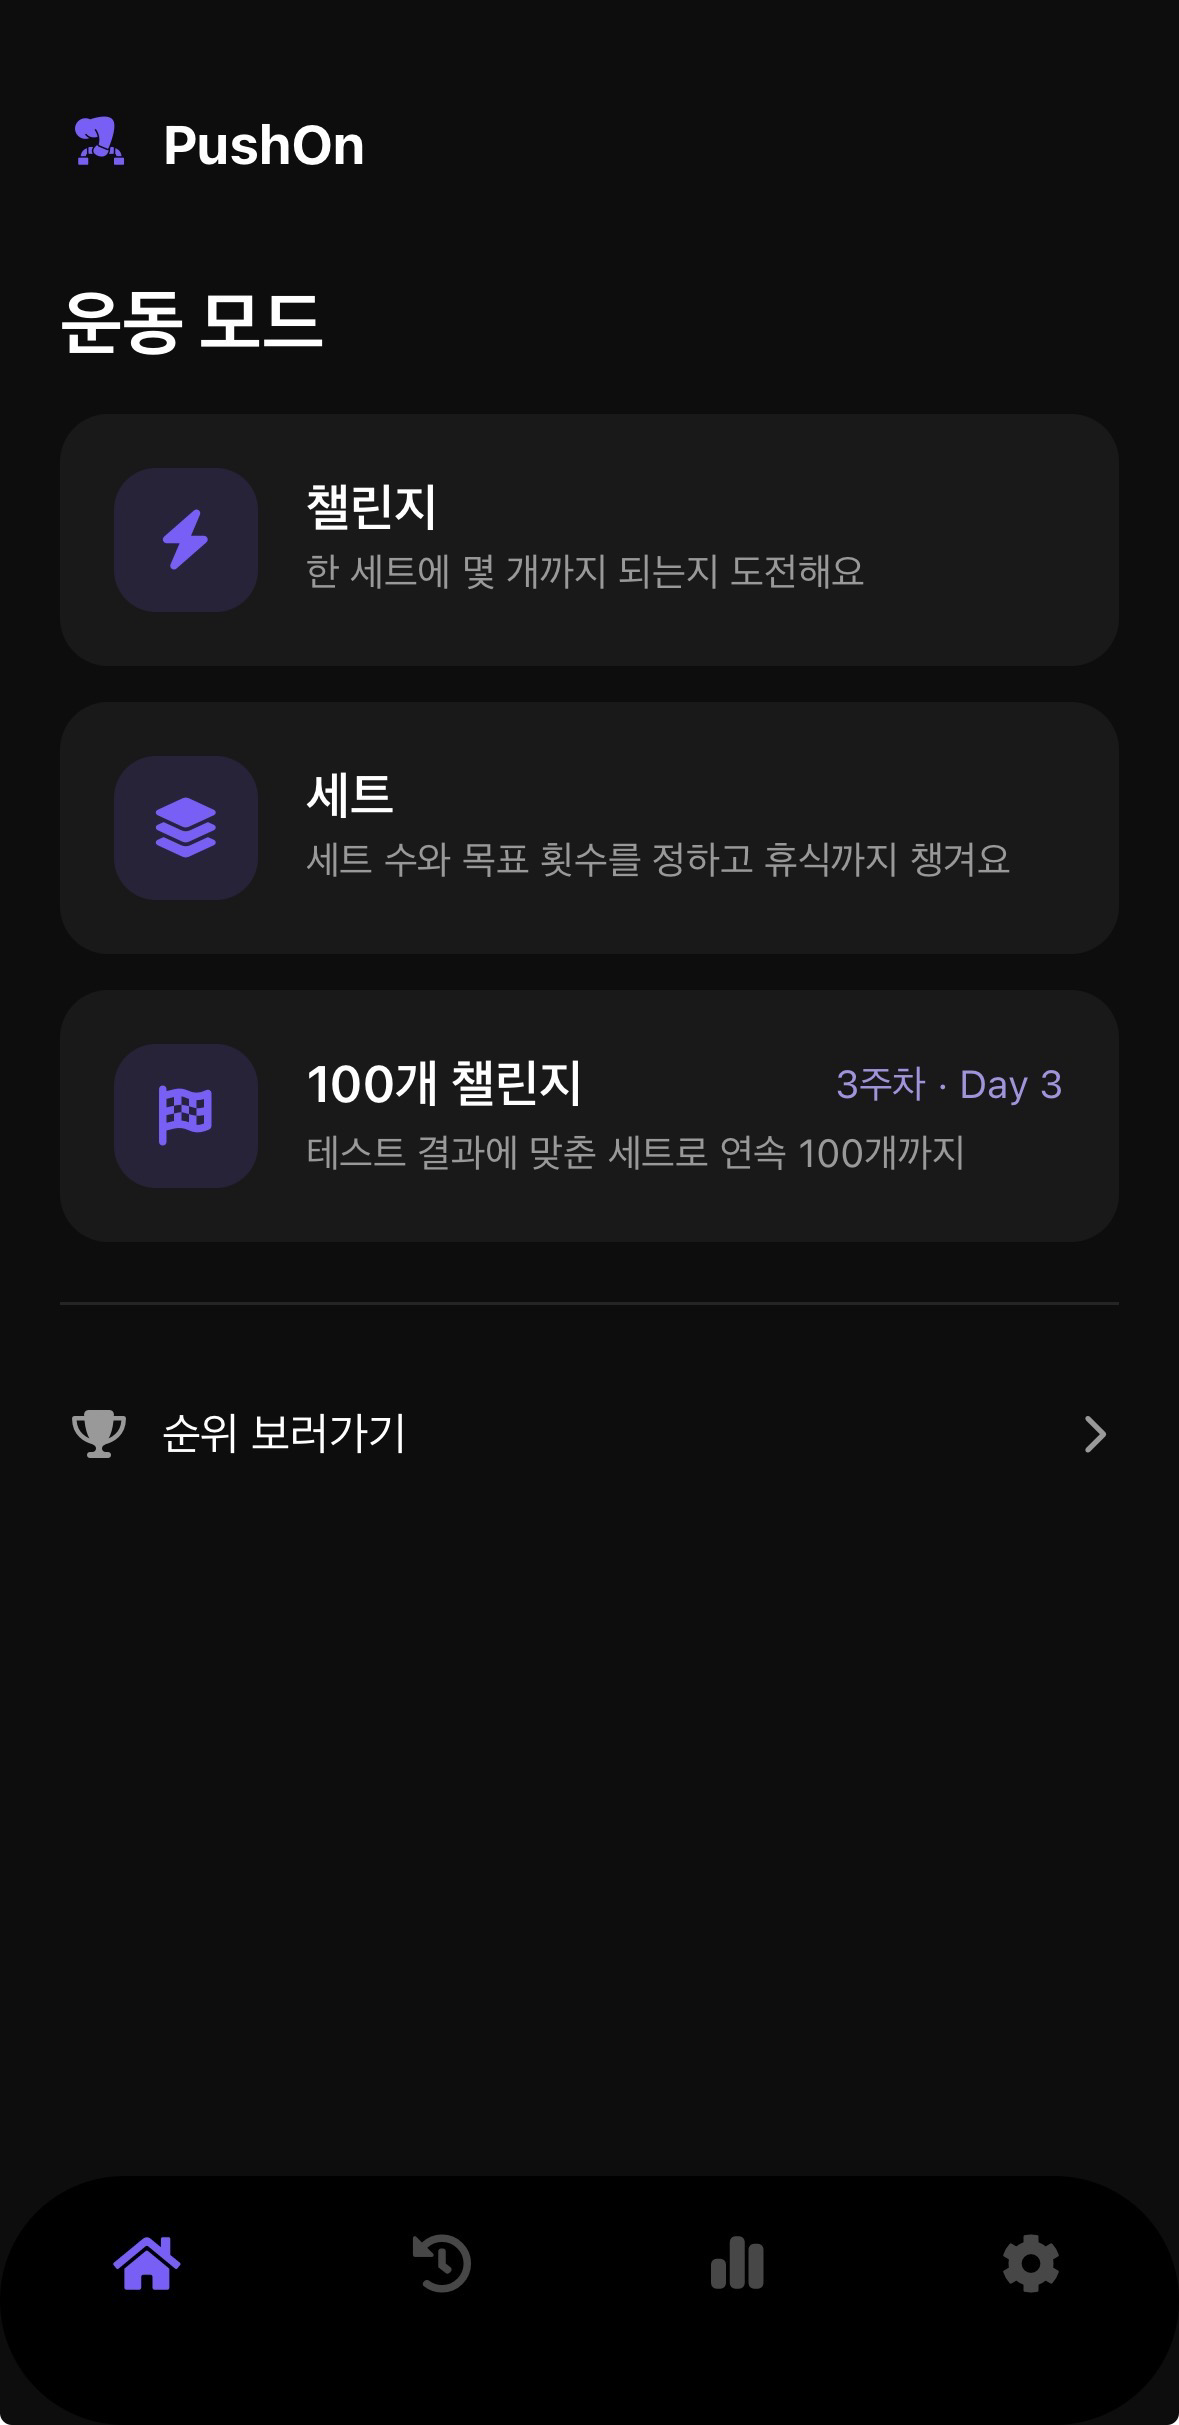 PushOn
운동 모드
챌린지
한 세트에 몇 개까지 되는지 도전해요
세트
세트 수와 목표 횟수를 정하고 휴식까지 챙겨요
100개 챌린지
3주차 · Day 3
테스트 결과에 맞춘 세트로 연속 100개까지
순위 보러가기